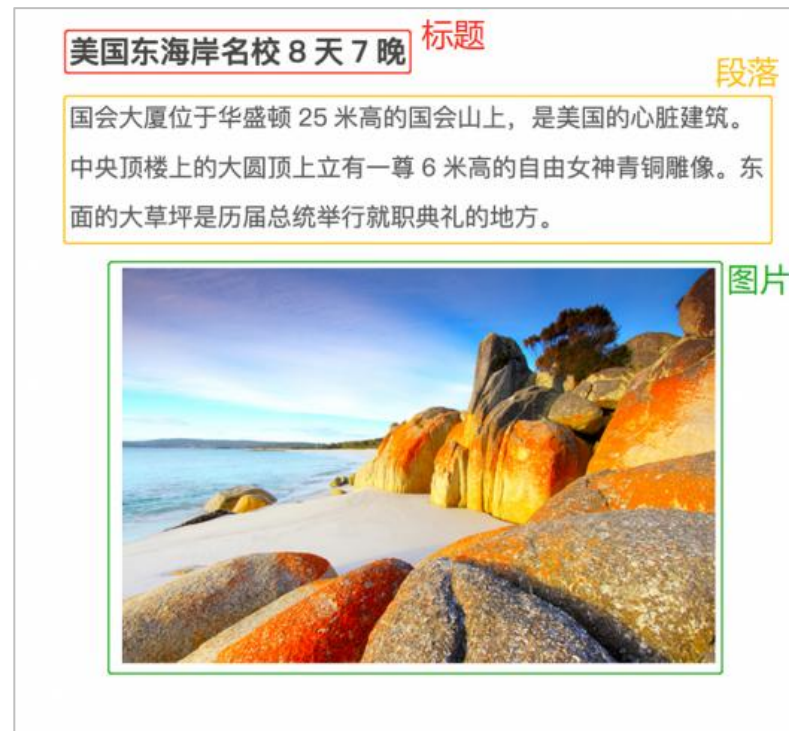 美国东海岸名校 8 天 7 晚
标题
段落
国会大厦位于华盛顿 25 米高的国会山上，是美国的心脏建筑。
中央顶楼上的大圆顶上立有一尊 6 米高的自由女神青铜雕像。东
面的大草坪是历届总统举行就职典礼的地方。
图片